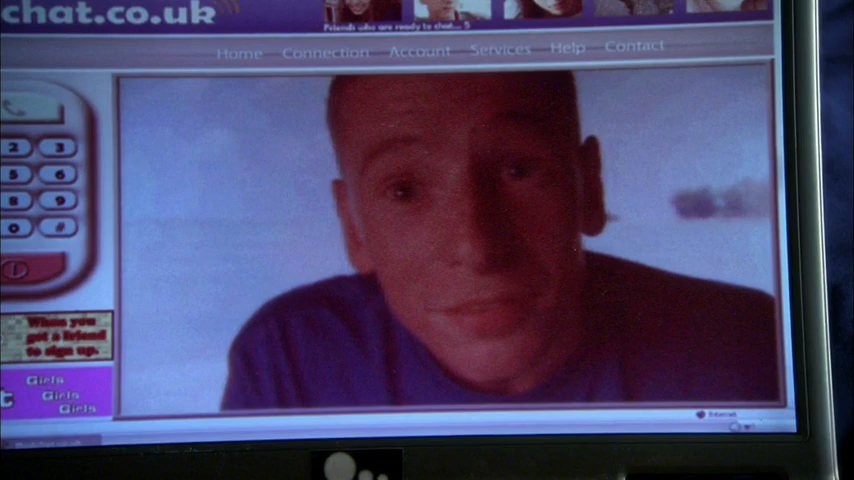 chat.co.uk
Friends who are ready to chat... 5
Home Connection Account Services Help Contact
2 3
5 6
8 9
0 #
When you
get a friend
to sign up.
Girls
Girls
Girls
Internet